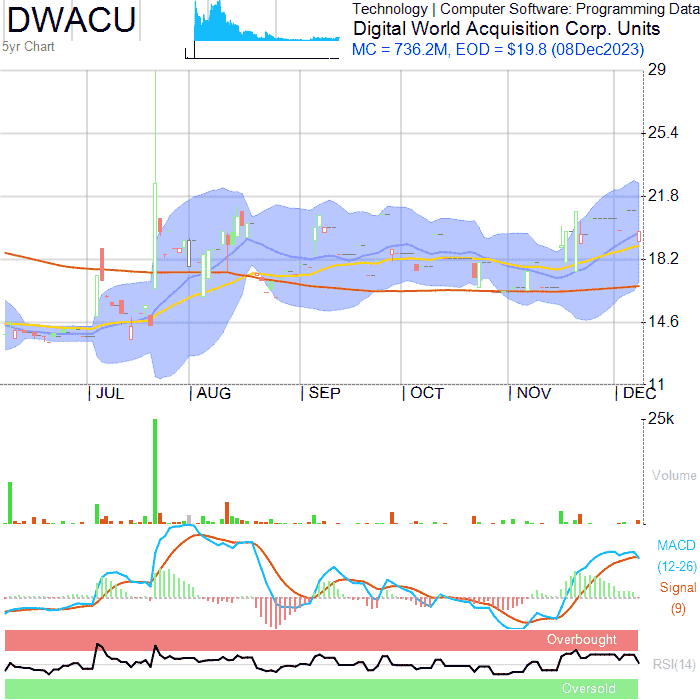 DWACU
5yr Chart
Technology | Computer Software: Programming Data
Digital World Acquisition Corp. Units
MC = 736.2M, EOD = $19.8 (08Dec2023)
29
25.4
21.8
18.2
14.6
11
JUL AUG SEP OCT NOV DEC
25k
Volume
MACD
(12-26)
Signal
(9)
Overbought
RSI(14)
Oversold